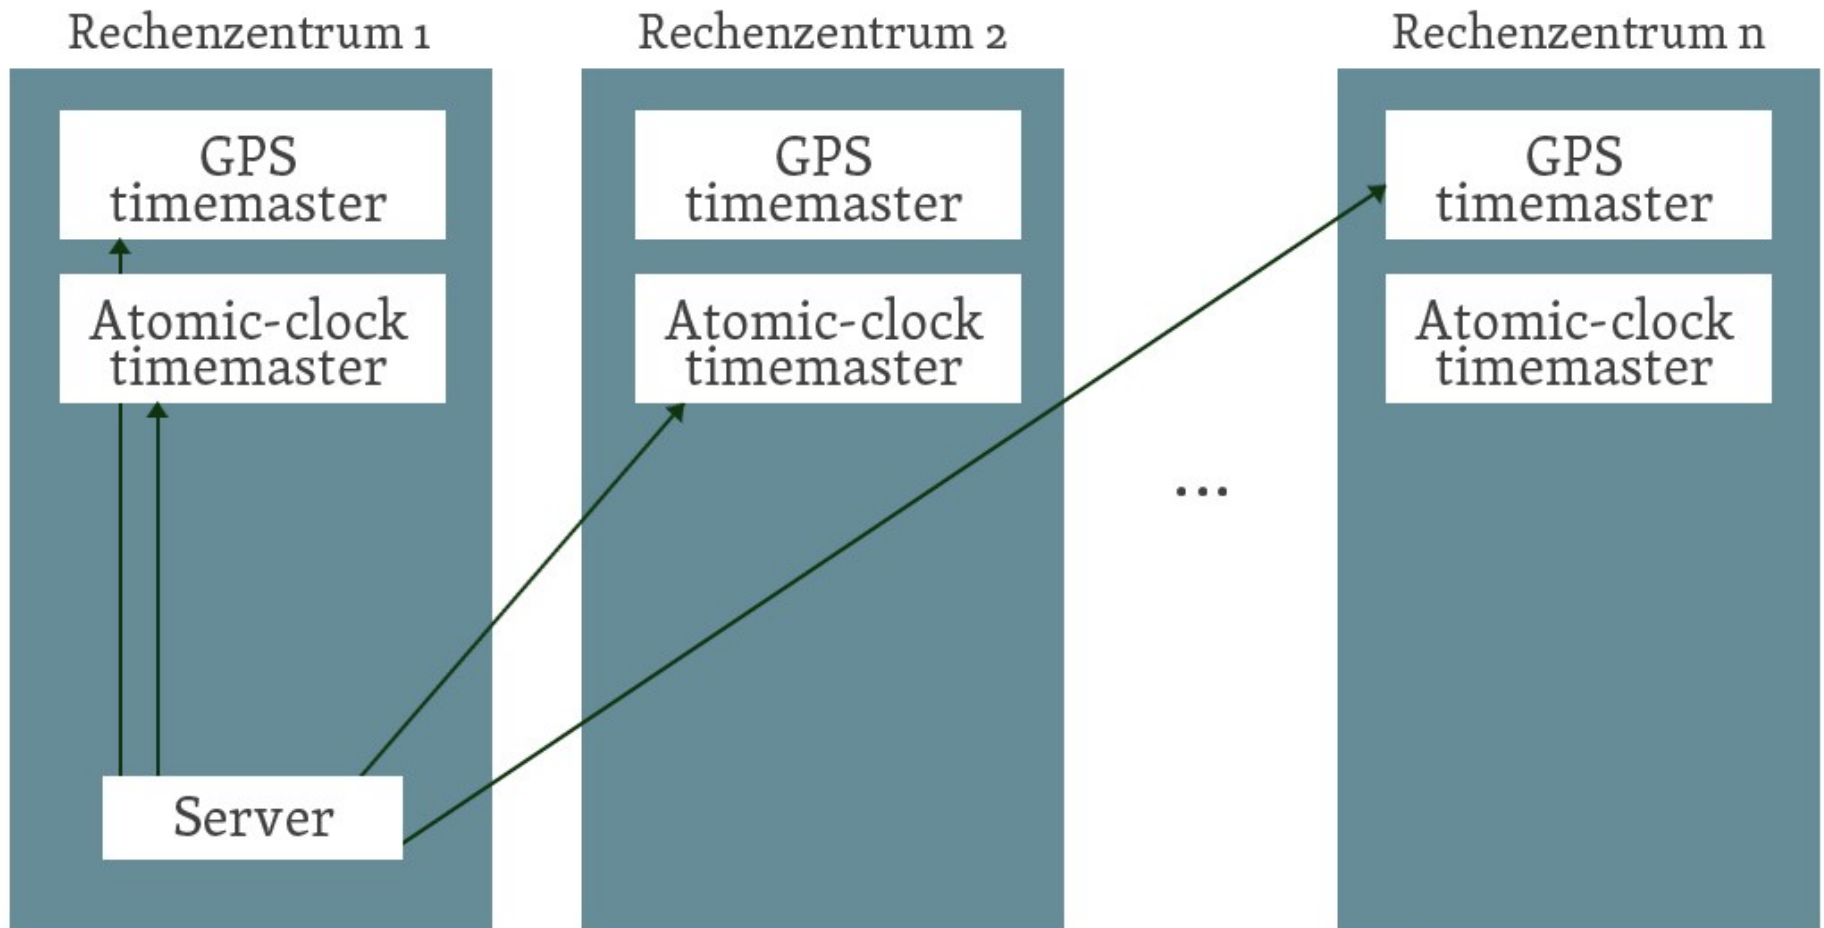 Rechenzentrum 1
GPS
timemaster
Atomic-clock
timemaster
Server
Rechenzentrum 2
GPS
timemaster
Atomic-clock
timemaster
...
Rechenzentrum n
GPS
timemaster
Atomic-clock
timemaster